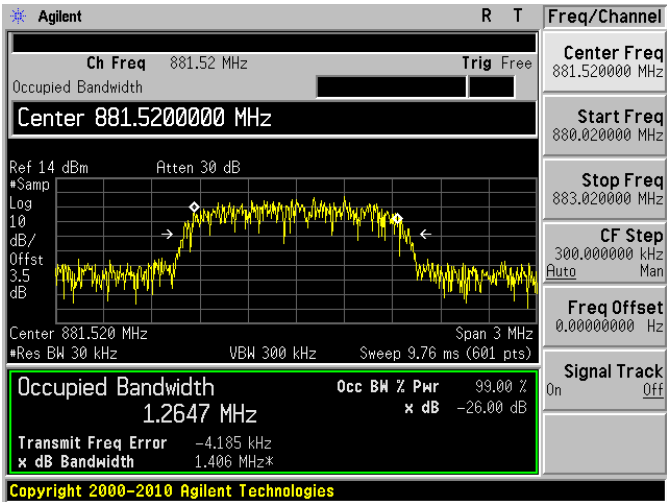 Agilent R T Freq/Channel
Ch Freq 881.52 MHz Trig Free
Occupied Bandwidth
Center 881.5200000 MHz
Ref 14 dBm Atten 30 dB
#Samp
Log
10
dB/
Offst
3.5
dB
Center 881.520 MHz Span 3 MHz
#Res BW 30 kHz VBW 300 kHz Sweep 9.76 ms (601 pts)
Occupied Bandwidth Occ BW % Pwr 99.00 %
1.2647 MHz x dB -26.00 dB
Transmit Freq Error -4.185 kHz
x dB Bandwidth 1.406 MHz*
Center Freq
881.520000 MHz
Start Freq
880.020000 MHz
Stop Freq
883.020000 MHz
CF Step
300.000000 kHz
Auto Man
Freq Offset
0.00000000 Hz
Signal Track
On Off
Copyright 2000-2010 Agilent Technologies